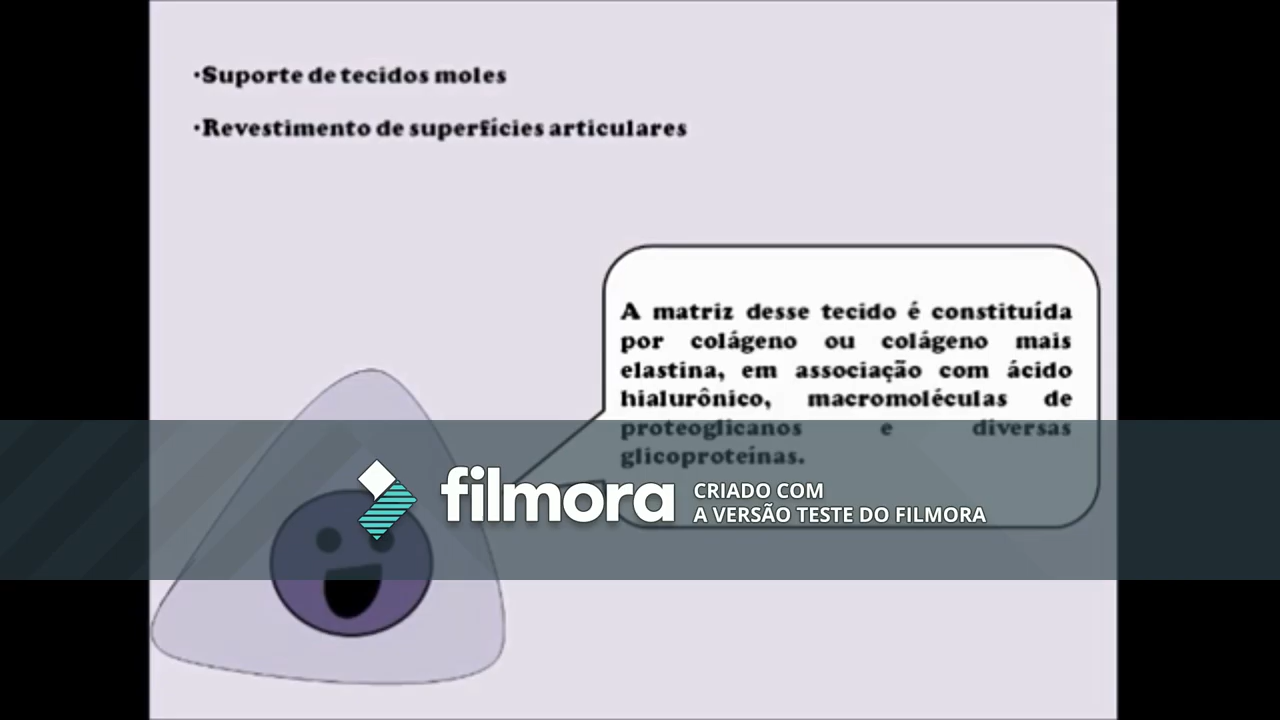 •Suporte de tecidos moles
•Revestimento de superfícies articulares
A matriz desse tecido é constituída
por colágeno ou colágeno mais
elastina, em associação com ácido
hialurônico, macromoléculas de
proteoglicanos e diversas
glicoproteínas.
filmora
CRIADO COM
A VERSÃO TESTE DO FILMORA